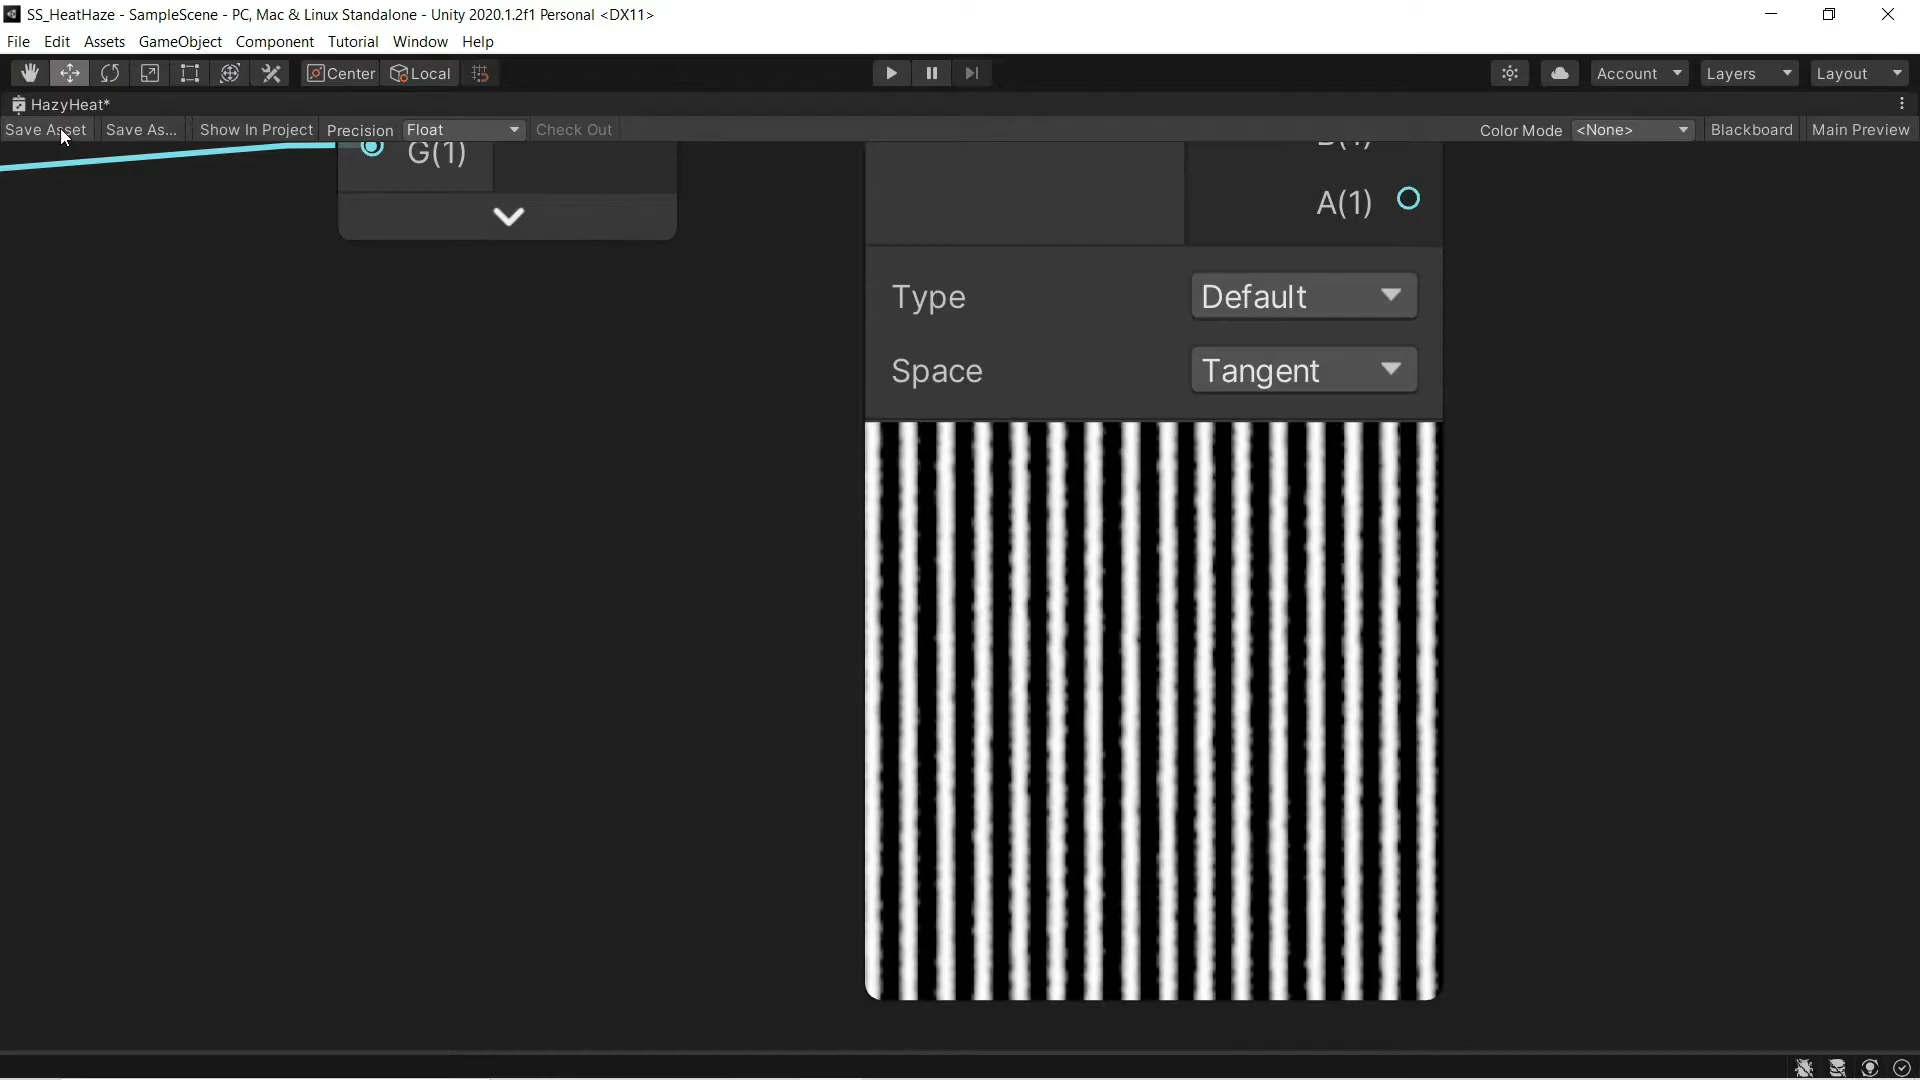 SS_HeatHaze - SampleScene - PC, Mac & Linux Standalone - Unity 2020.1.2f1 Personal <DX11>
File Edit Assets GameObject Component Tutorial Window Help
Center Local Account Layers Layout
HazyHeat*
Save Asset Save As... Show In Project Precision Float Check Out Color Mode <None> Blackboard Main Preview
G(1)
A(1)
Type Default
Space Tangent